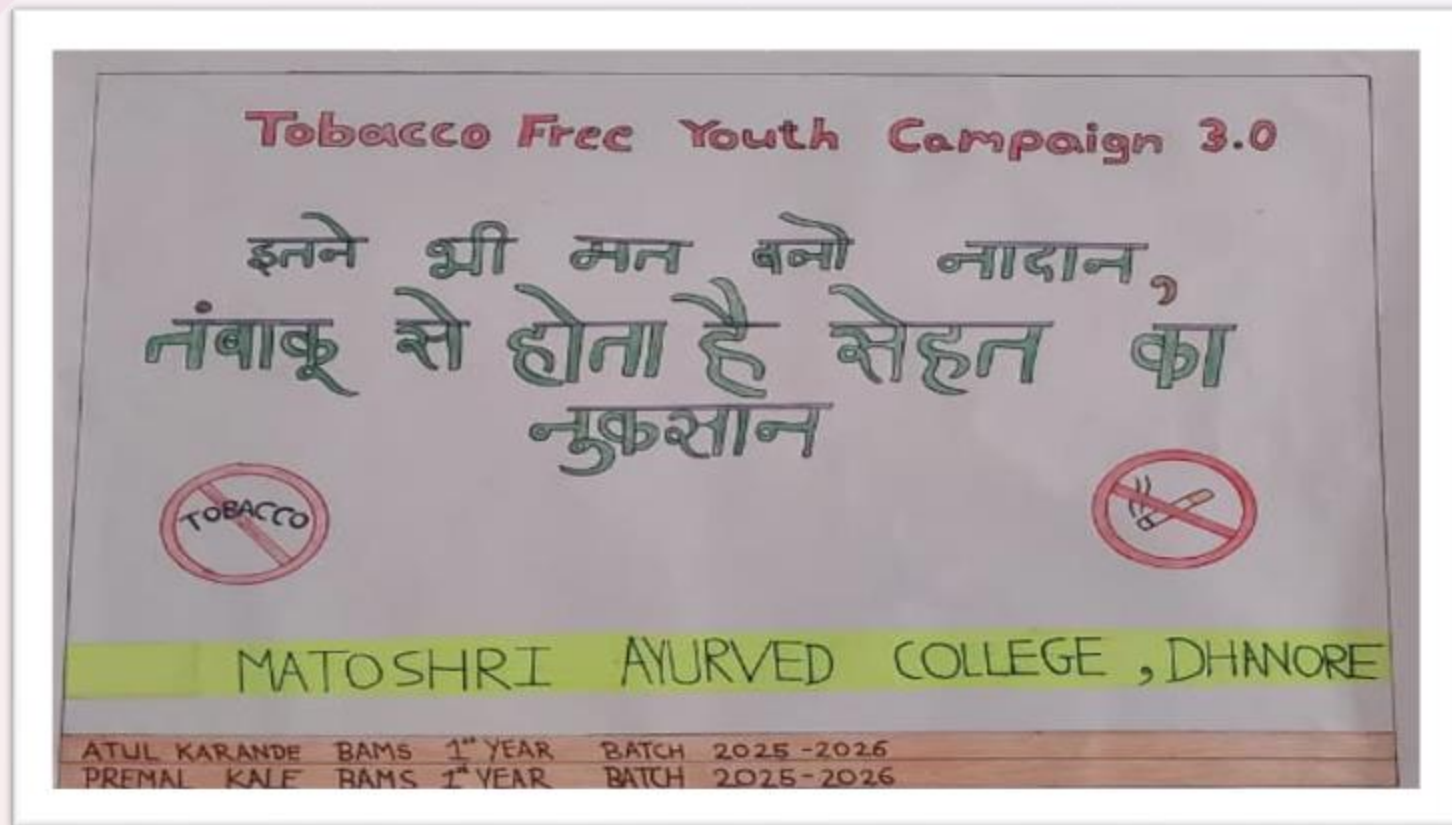 Tobacco Free Youth Campaign 3.0
इतने भी मत बनो नादान,
तंबाकू से होता है सेहत का
नुकसान
TOBACCO
MATOSHRI AYURVED COLLEGE, DHANORE
ATUL KARANDE BAMS 1st YEAR BATCH 2025-2026
PREMAL KALE BAMS 1st YEAR BATCH 2025-2026